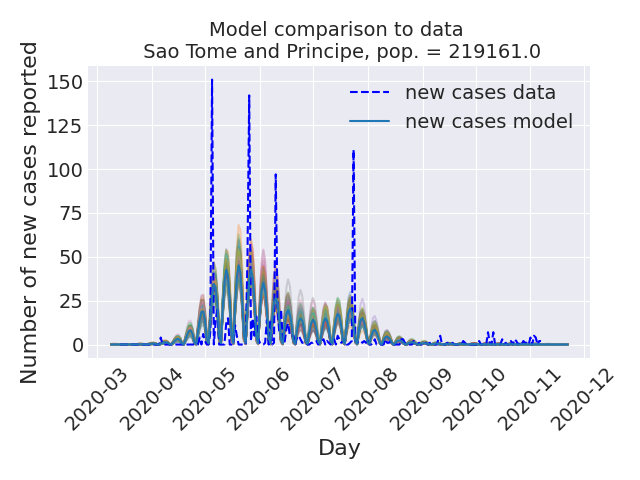 Model comparison to data
Sao Tome and Principe, pop. = 219161.0
Number of new cases reported
150
125
100
75
50
25
0
new cases data
new cases model
2020-03
2020-04
2020-05
2020-06
2020-07
2020-08
2020-09
2020-10
2020-11
2020-12
Day